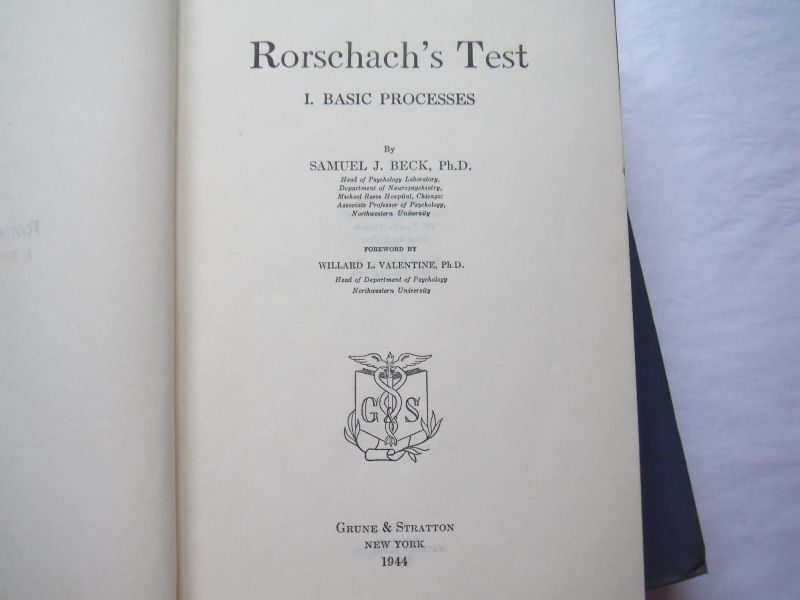 Rorschach's Test
I. BASIC PROCESSES
By
SAMUEL J. BECK, Ph.D.
Head of Psychology Laboratory,
Department of Neuropsychiatry,
Michael Reese Hospital, Chicago;
Associate Professor of Psychology,
Northwestern University
FOREWORD BY
WILLARD L. VALENTINE, Ph.D.
Head of Department of Psychology
Northwestern University
G S
GRUNE & STRATTON
NEW YORK
1944